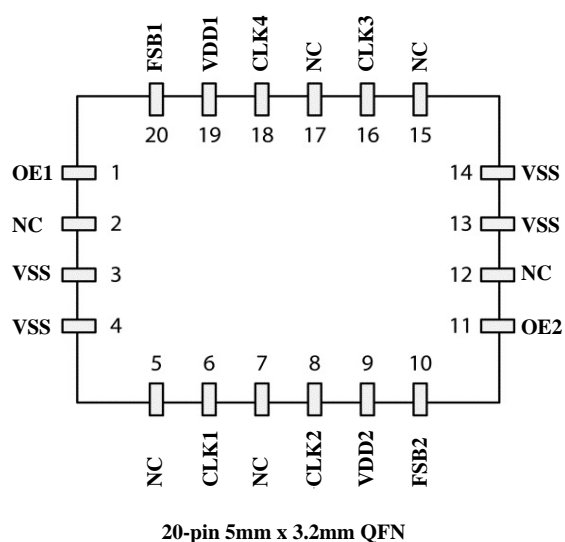 FSB1 VDD1 CLK4 NC CLK3 NC
20 19 18 17 16 15
OE1 1 14 VSS
NC 2 13 VSS
VSS 3 12 NC
VSS 4 11 OE2
5 6 7 8 9 10
NC CLK1 NC CLK2 VDD2 FSB2
20-pin 5mm x 3.2mm QFN